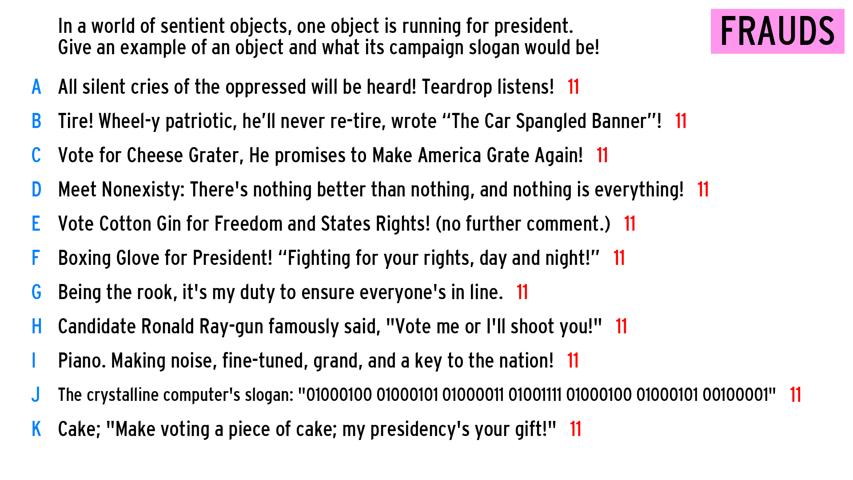 In a world of sentient objects, one object is running for president.
Give an example of an object and what its campaign slogan would be!
FRAUDS
A All silent cries of the oppressed will be heard! Teardrop listens! 11
B Tire! Wheel-y patriotic, he'll never re-tire, wrote “The Car Spangled Banner”! 11
C Vote for Cheese Grater, He promises to Make America Grate Again! 11
D Meet Nonexisty: There's nothing better than nothing, and nothing is everything! 11
E Vote Cotton Gin for Freedom and States Rights! (no further comment.) 11
F Boxing Glove for President! “Fighting for your rights, day and night!” 11
G Being the rook, it's my duty to ensure everyone's in line. 11
H Candidate Ronald Ray-gun famously said, "Vote me or I'll shoot you!" 11
I Piano. Making noise, fine-tuned, grand, and a key to the nation! 11
J The crystalline computer's slogan: "01000100 01000101 01000011 01001111 01000100 01000101 00100001" 11
K Cake; "Make voting a piece of cake; my presidency's your gift!" 11